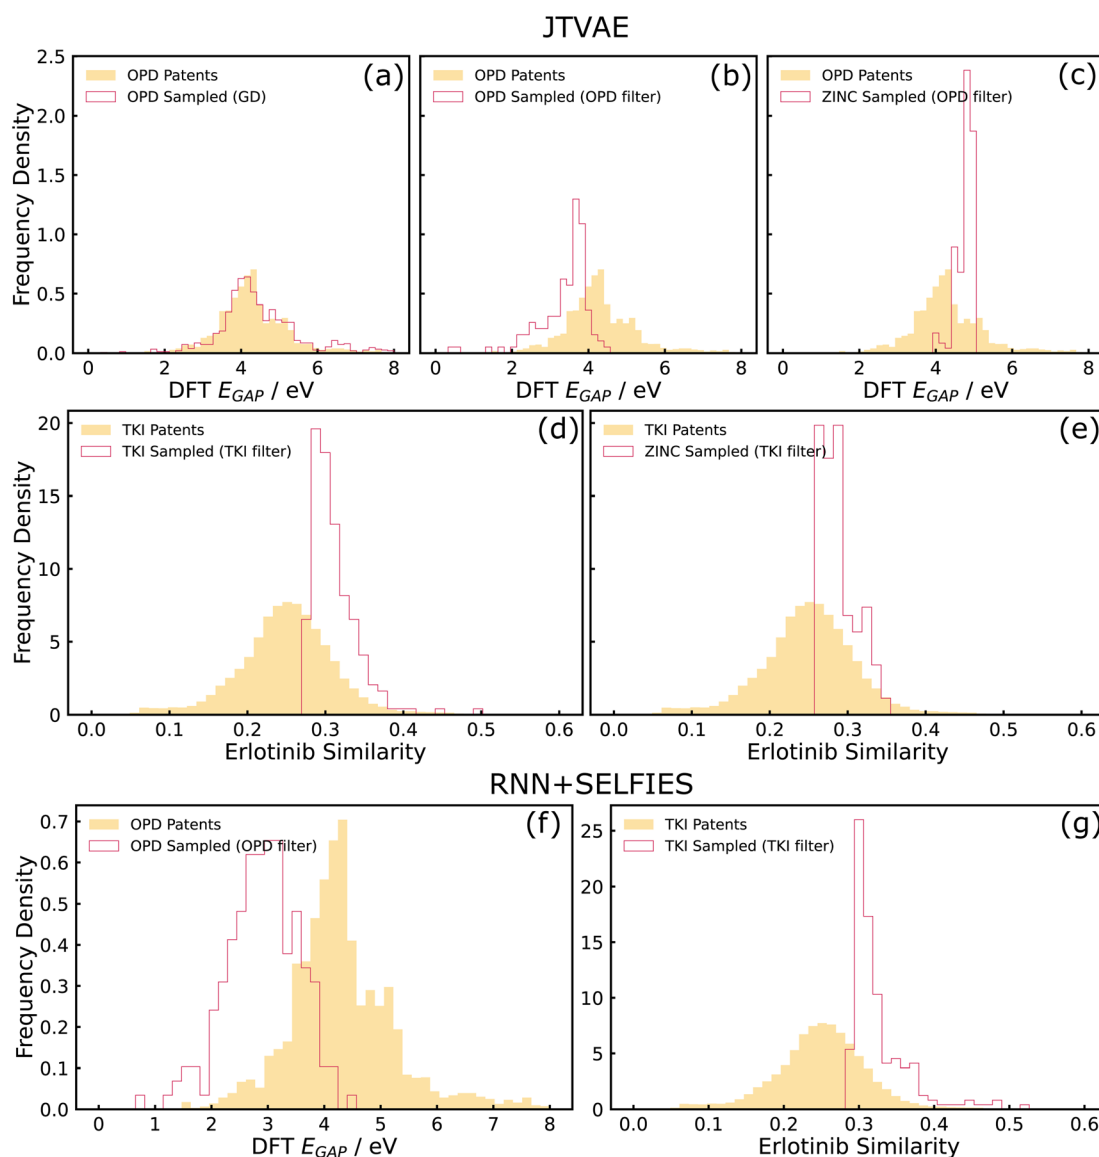 JTVAE
OPD Patents
OPD Sampled (GD)
(a)
OPD Patents
OPD Sampled (OPD filter)
(b)
OPD Patents
ZINC Sampled (OPD filter)
(c)
Frequency Density
2.5
2.0
1.5
1.0
0.5
0.0
0 2 4 6 8
0 2 4 6 8
0 2 4 6 8
DFT E_GAP / eV
DFT E_GAP / eV
DFT E_GAP / eV
TKI Patents
TKI Sampled (TKI filter)
(d)
TKI Patents
ZINC Sampled (TKI filter)
(e)
Frequency Density
20
15
10
5
0
0.0 0.1 0.2 0.3 0.4 0.5 0.6
0.0 0.1 0.2 0.3 0.4 0.5 0.6
Erlotinib Similarity
Erlotinib Similarity
RNN+SELFIES
OPD Patents
OPD Sampled (OPD filter)
(f)
TKI Patents
TKI Sampled (TKI filter)
(g)
Frequency Density
0.7
0.6
0.5
0.4
0.3
0.2
0.1
0.0
25
20
15
10
5
0
0 1 2 3 4 5 6 7 8
0.0 0.1 0.2 0.3 0.4 0.5 0.6
DFT E_GAP / eV
Erlotinib Similarity